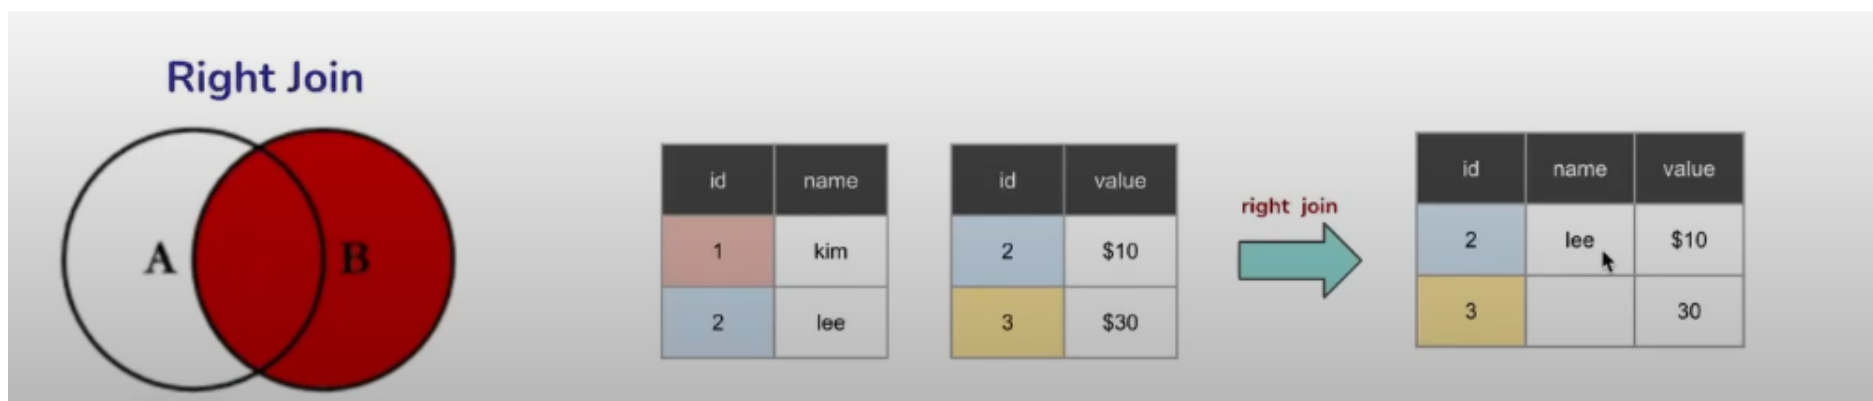 Right Join
A B
id name
1 kim
2 lee
id value
2 $10
3 $30
right join
id name value
2 lee $10
3 30